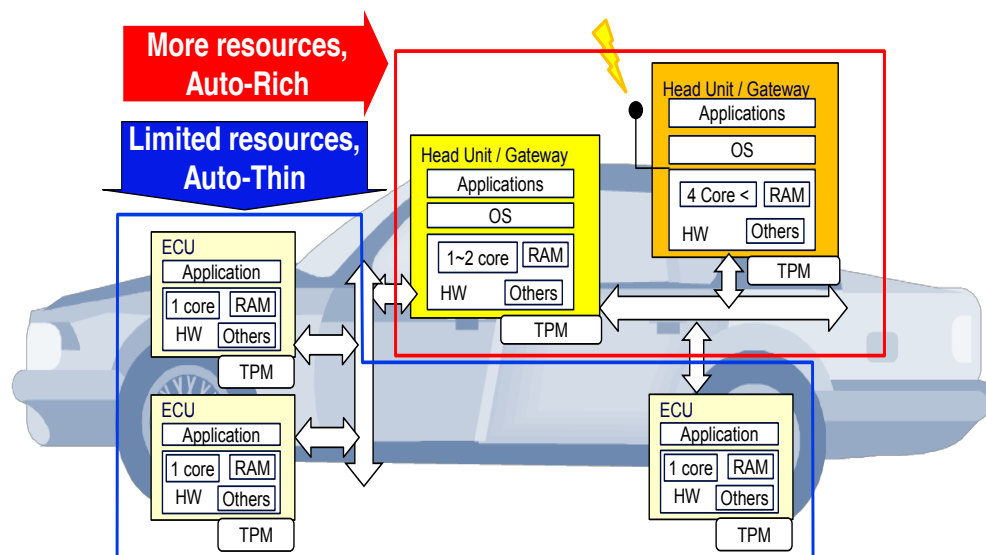 More resources,
Auto-Rich
Limited resources,
Auto-Thin
Head Unit / Gateway
Applications
OS
4 Core <
RAM
HW
Others
TPM
Head Unit / Gateway
Applications
OS
1~2 core
RAM
HW
Others
TPM
ECU
Application
1 core
RAM
HW
Others
TPM
ECU
Application
1 core
RAM
HW
Others
TPM
ECU
Application
1 core
RAM
HW
Others
TPM